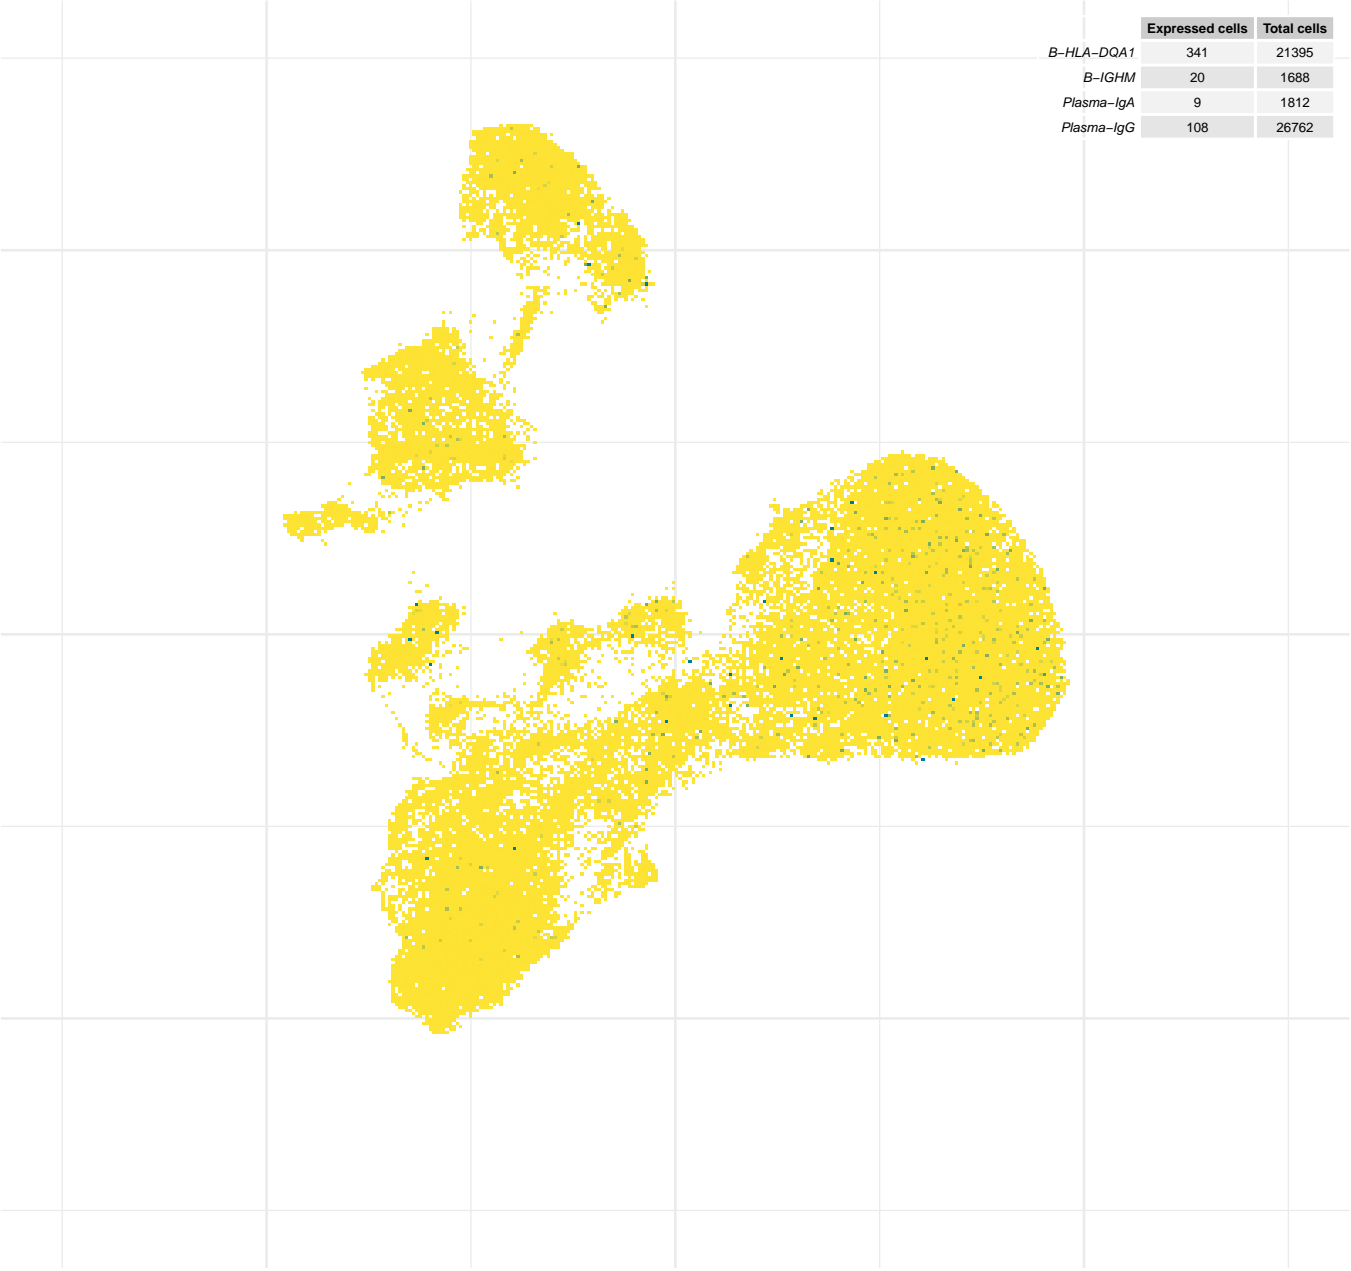 Expressed cells Total cells
B−HLA−DQA1 341 21395
B−IGHM 20 1688
Plasma−IgA 9 1812
Plasma−IgG 108 26762